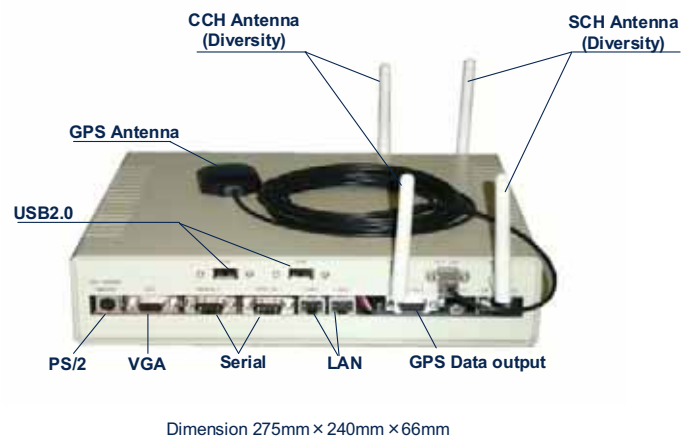 CCH Antenna
(Diversity)
SCH Antenna
(Diversity)
GPS Antenna
USB2.0
PS/2
VGA
Serial
LAN
GPS Data output
Dimension 275mm×240mm×66mm